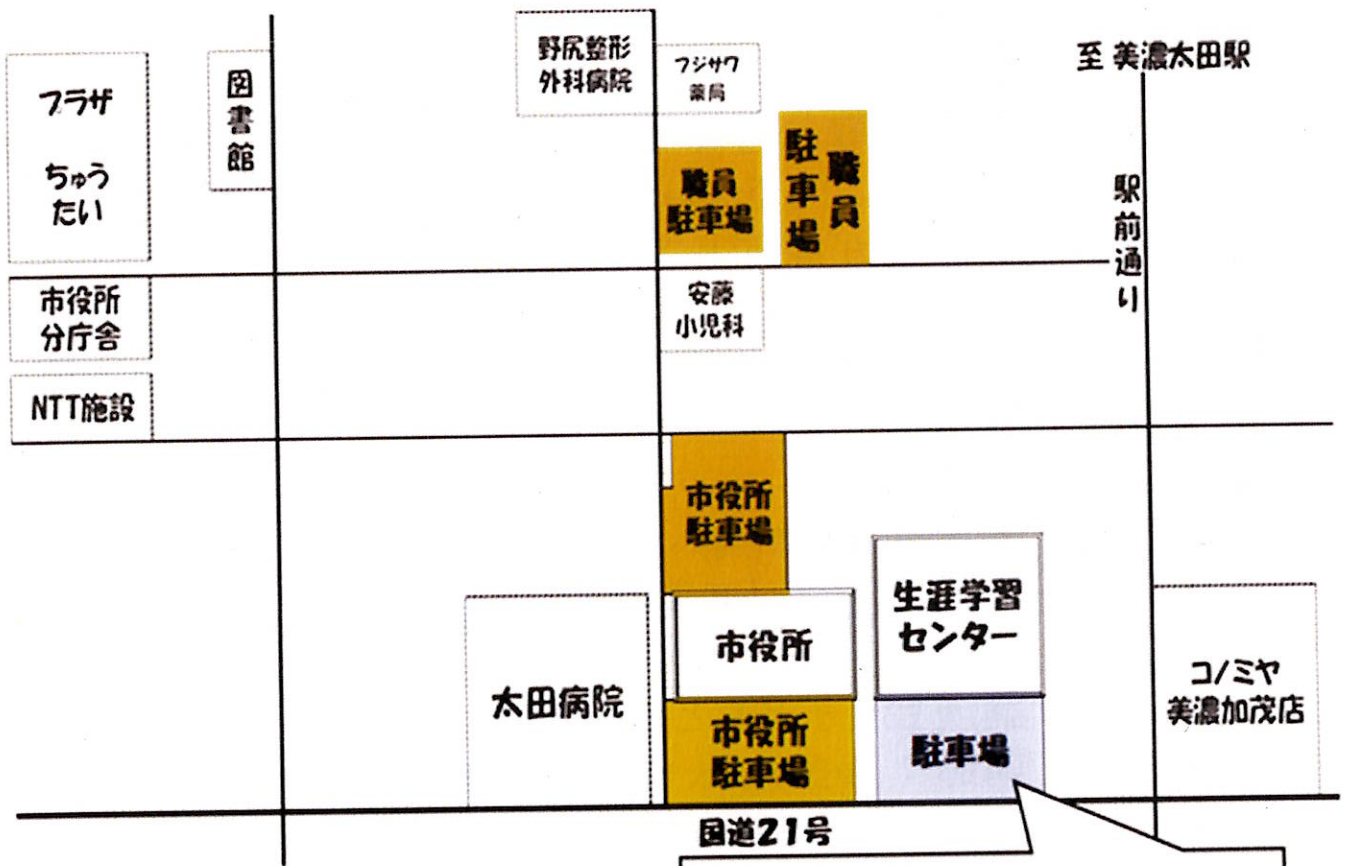 野尻整形
外科病院
フジサワ
薬局
至 美濃太田駅
プラザ
ちゅう
たい
図書館
職員
駐車場
職員
駐車場
駅前通り
市役所
分庁舎
安藤
小児科
NTT施設
市役所
駐車場
生涯学習
センター
市役所
太田病院
コノミヤ
美濃加茂店
市役所
駐車場
駐車場
国道21号